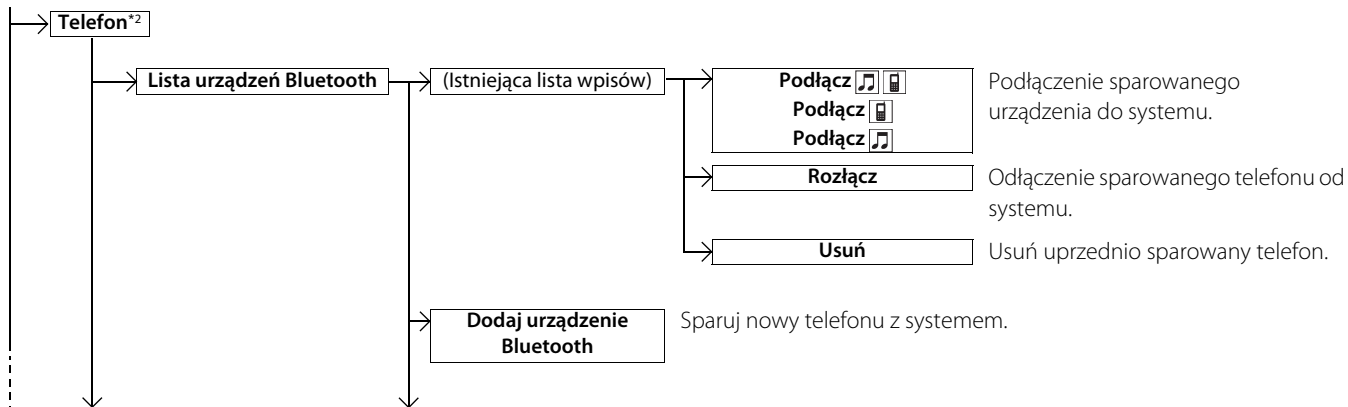 Telefon*2
Lista urządzeń Bluetooth
(Istniejąca lista wpisów)
Podłącz
Podłącz
Podłącz
Podłączenie sparowanego
urządzenia do systemu.
Rozłącz
Odłączenie sparowanego telefonu od
systemu.
Usuń
Usuń uprzednio sparowany telefon.
Dodaj urządzenie
Bluetooth
Sparuj nowy telefonu z systemem.